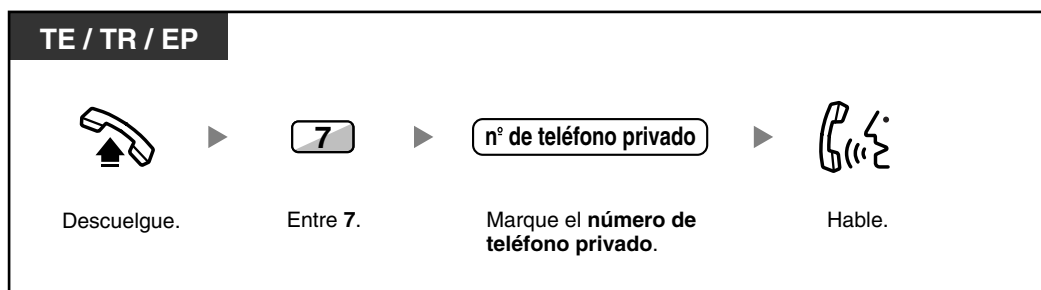 TE / TR / EP
7
nº de teléfono privado
Descuelgue.
Entre 7.
Marque el número de
teléfono privado.
Hable.